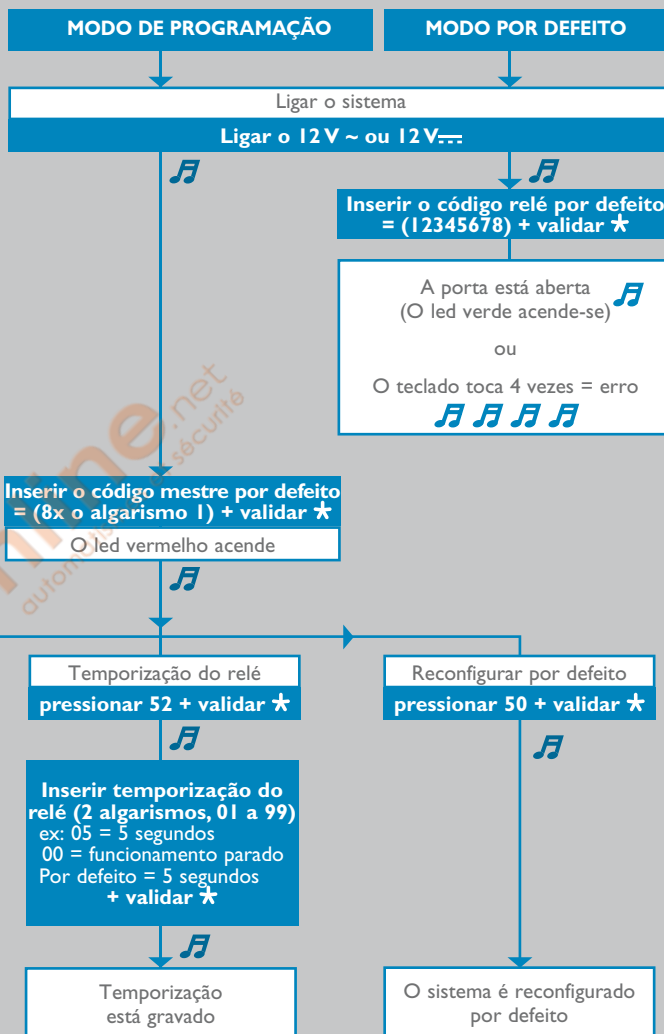 MODO DE PROGRAMAÇÃO
MODO POR DEFEITO
Ligar o sistema
Ligar o 12 V ~ ou 12 V⎓
Inserir o código relé por defeito
= (12345678) + validar *
A porta está aberta
(O led verde acende-se)
ou
O teclado toca 4 vezes = erro
Inserir o código mestre por defeito
= (8x o algarismo 1) + validar *
O led vermelho acende
Temporização do relé
pressionar 52 + validar *
Reconfigurar por defeito
pressionar 50 + validar *
Inserir temporização do
relé (2 algarismos, 01 a 99)
ex: 05 = 5 segundos
00 = funcionamento parado
Por defeito = 5 segundos
+ validar *
Temporização
está gravado
O sistema é reconfigurado
por defeito